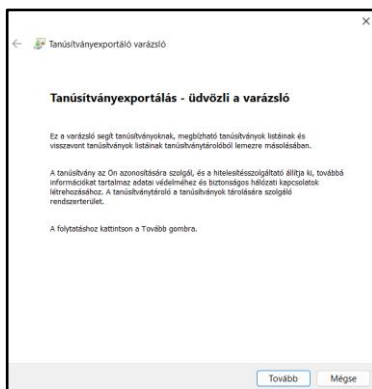 Tanúsítványexportáló varázsló
Tanúsítványexportálás - üdvözli a varázsló
Ez a varázsló segít tanúsítványoknak, megbízható tanúsítványok listáinak és
visszavont tanúsítványok listáinak tanúsítványtárolóból lemezre másolásában.
A tanúsítvány az Ön azonosítására szolgál, és a hitelesítésszolgáltató állítja ki, továbbá
információkat tartalmaz adatai védelméhez és biztonságos hálózati kapcsolatok
létrehozásához. A tanúsítványtároló a tanúsítványok tárolására szolgáló
rendszerterület.
A folytatáshoz kattintson a Tovább gombra.
Tovább
Mégse